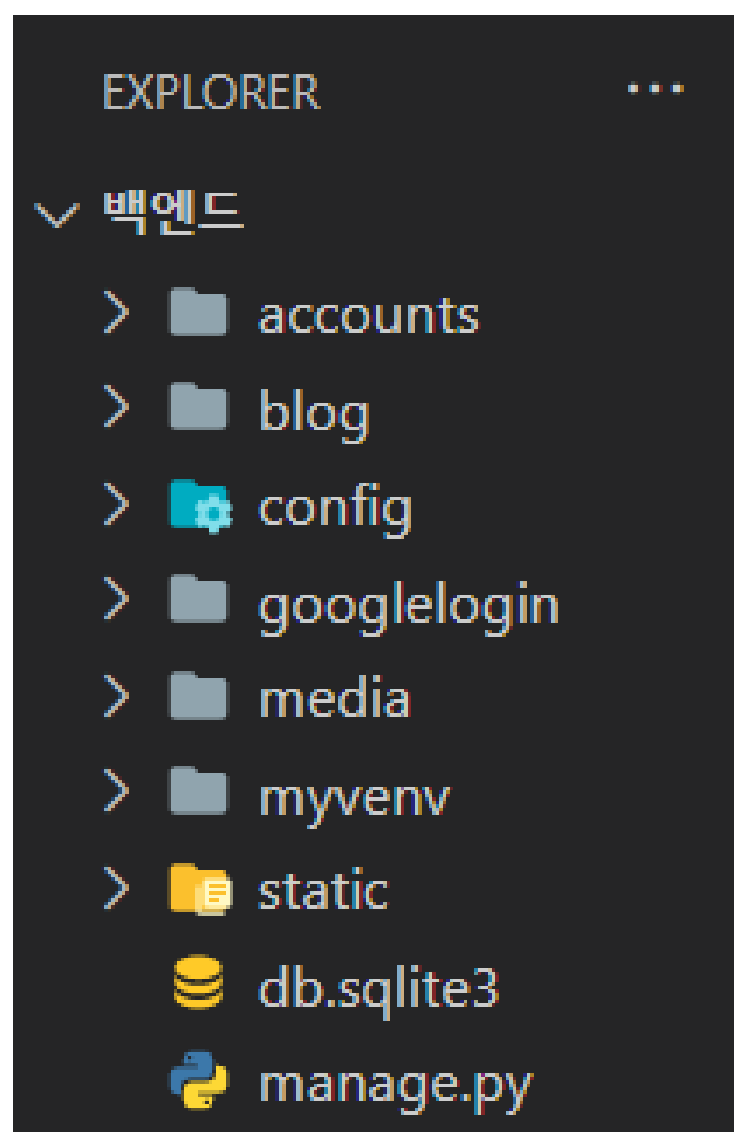 EXPLORER
백엔드
accounts
blog
config
googlelogin
media
myvenv
static
db.sqlite3
manage.py